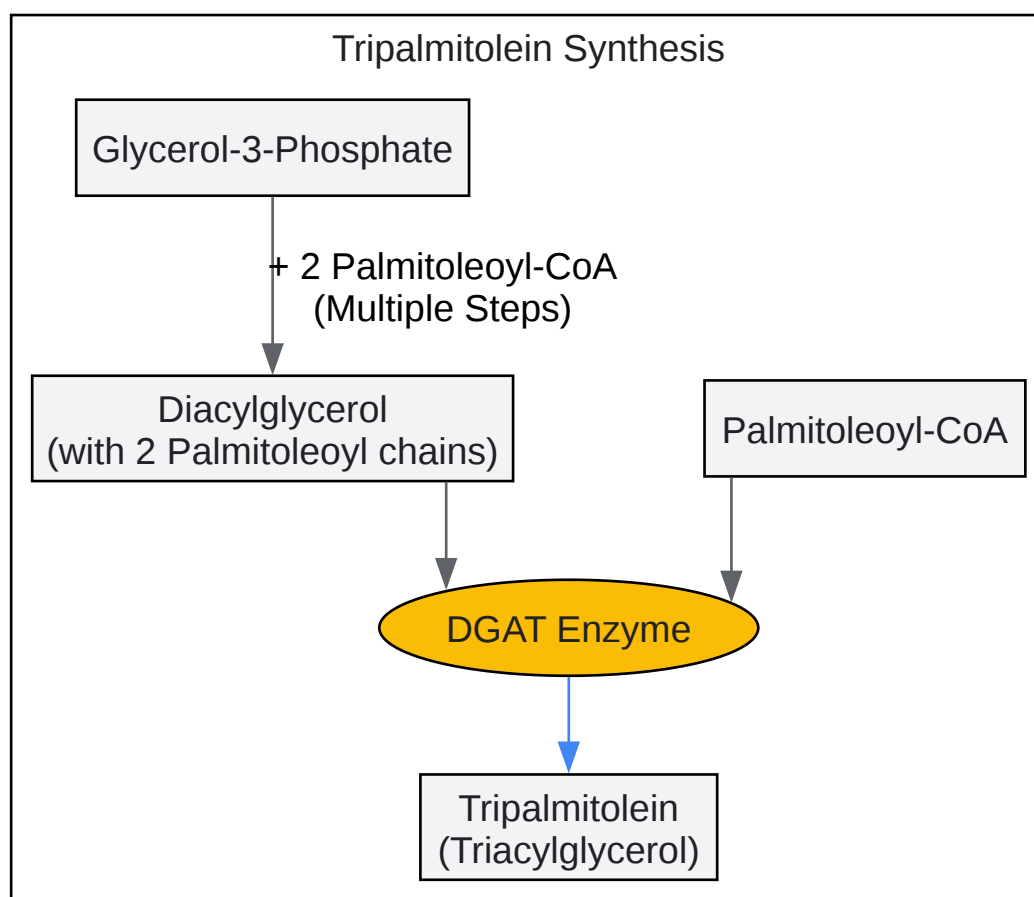 Tripalmitolein Synthesis
Glycerol-3-Phosphate
+ 2 Palmitoleoyl-CoA
(Multiple Steps)
Diacylglycerol
(with 2 Palmitoleoyl chains)
Palmitoleoyl-CoA
DGAT Enzyme
Tripalmitolein
(Triacylglycerol)